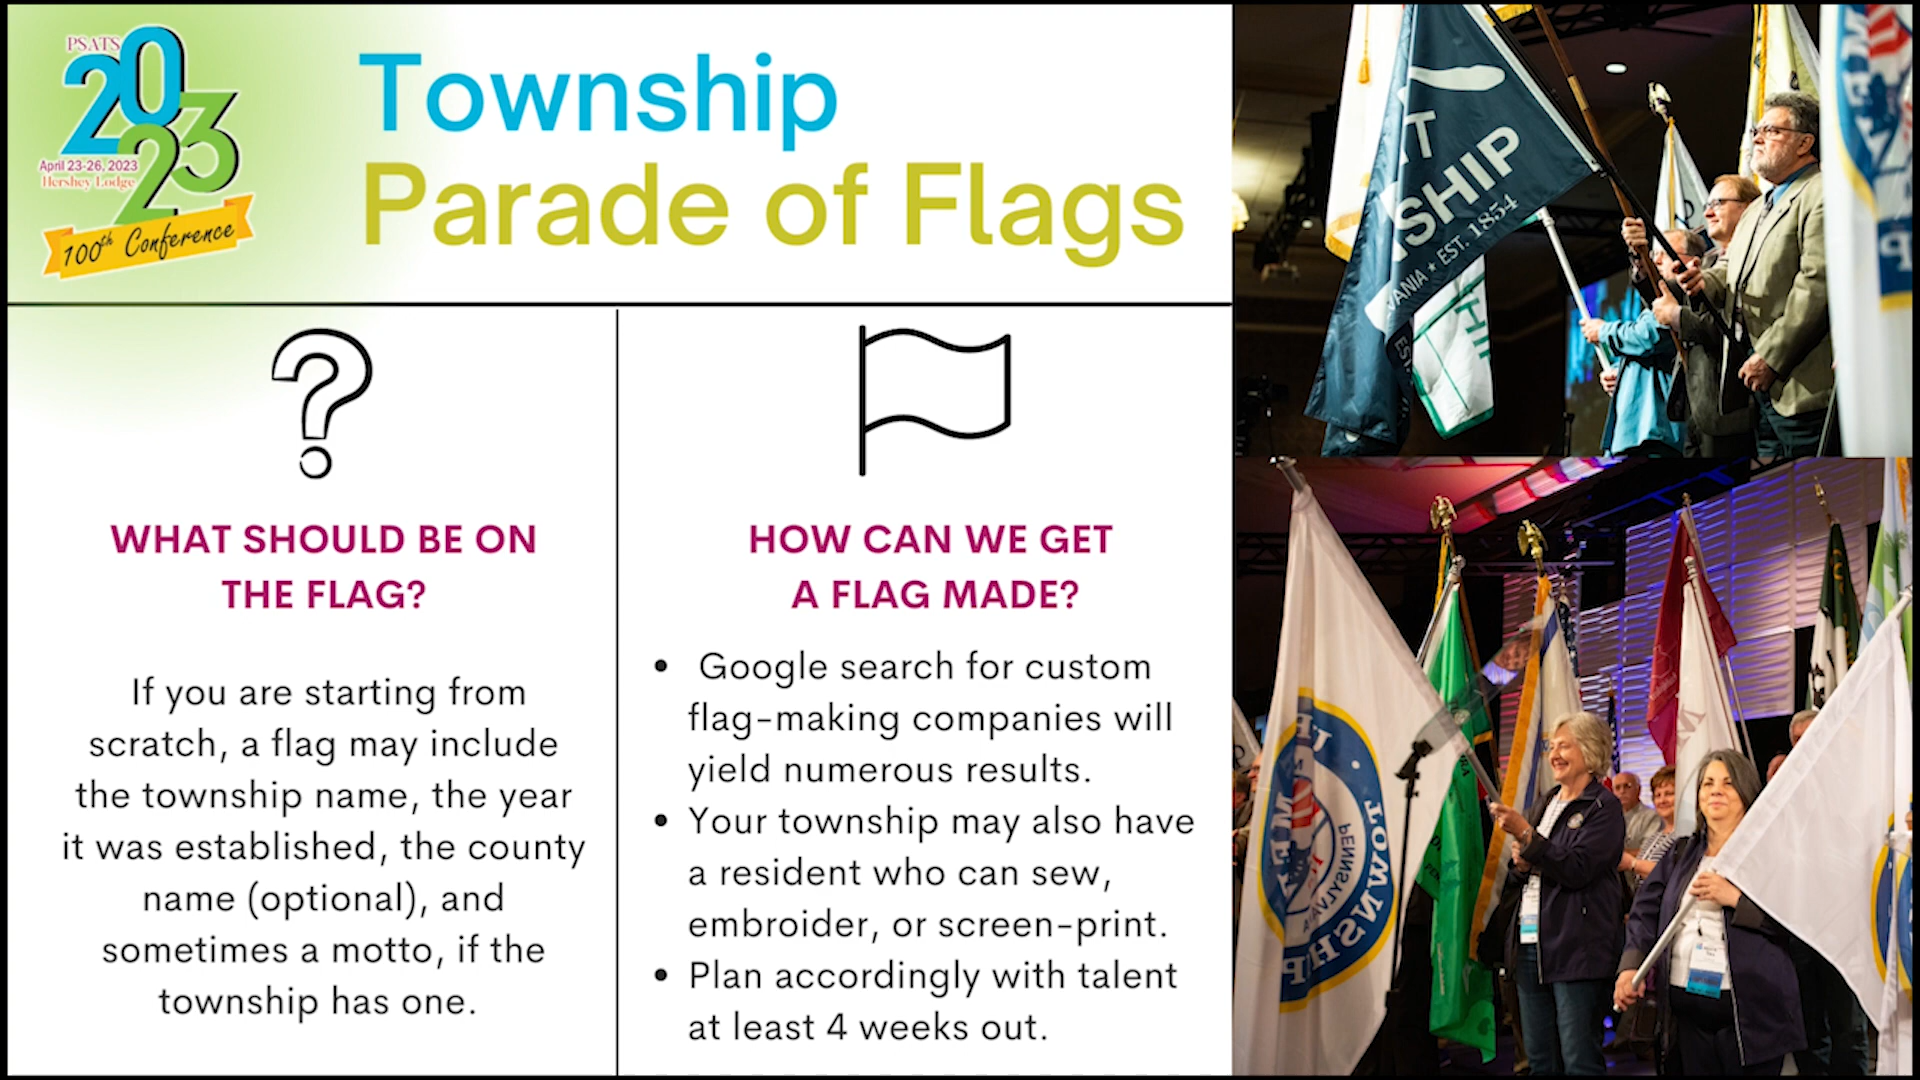 PSATS
2023
April 23-26, 2023
Hershey Lodge
100th Conference
Township
Parade of Flags
WHAT SHOULD BE ON
THE FLAG?
If you are starting from
scratch, a flag may include
the township name, the year
it was established, the county
name (optional), and
sometimes a motto, if the
township has one.
HOW CAN WE GET
A FLAG MADE?
• Google search for custom
flag-making companies will
yield numerous results.
• Your township may also have
a resident who can sew,
embroider, or screen-print.
• Plan accordingly with talent
at least 4 weeks out.
T
SHIP
VANIA ★ EST. 1854
HIP
TOWNSHIP
PENNSYLVANIA